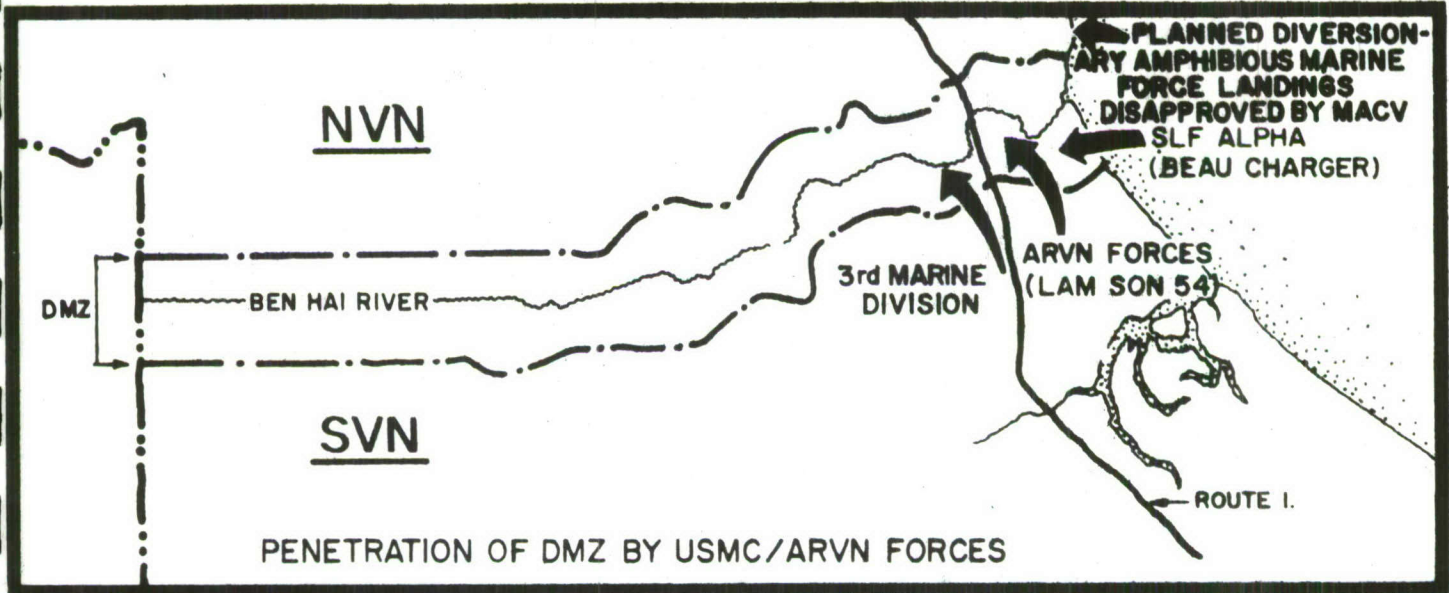 PLANNED DIVERSION-
ARY AMPHIBIOUS MARINE
FORCE LANDINGS
DISAPPROVED BY MACV
SLF ALPHA
(BEAU CHARGER)
NVN
ARVN FORCES
(LAM SON 54)
3rd MARINE
DIVISION
DMZ
BEN HAI RIVER
SVN
ROUTE 1.
PENETRATION OF DMZ BY USMC/ARVN FORCES